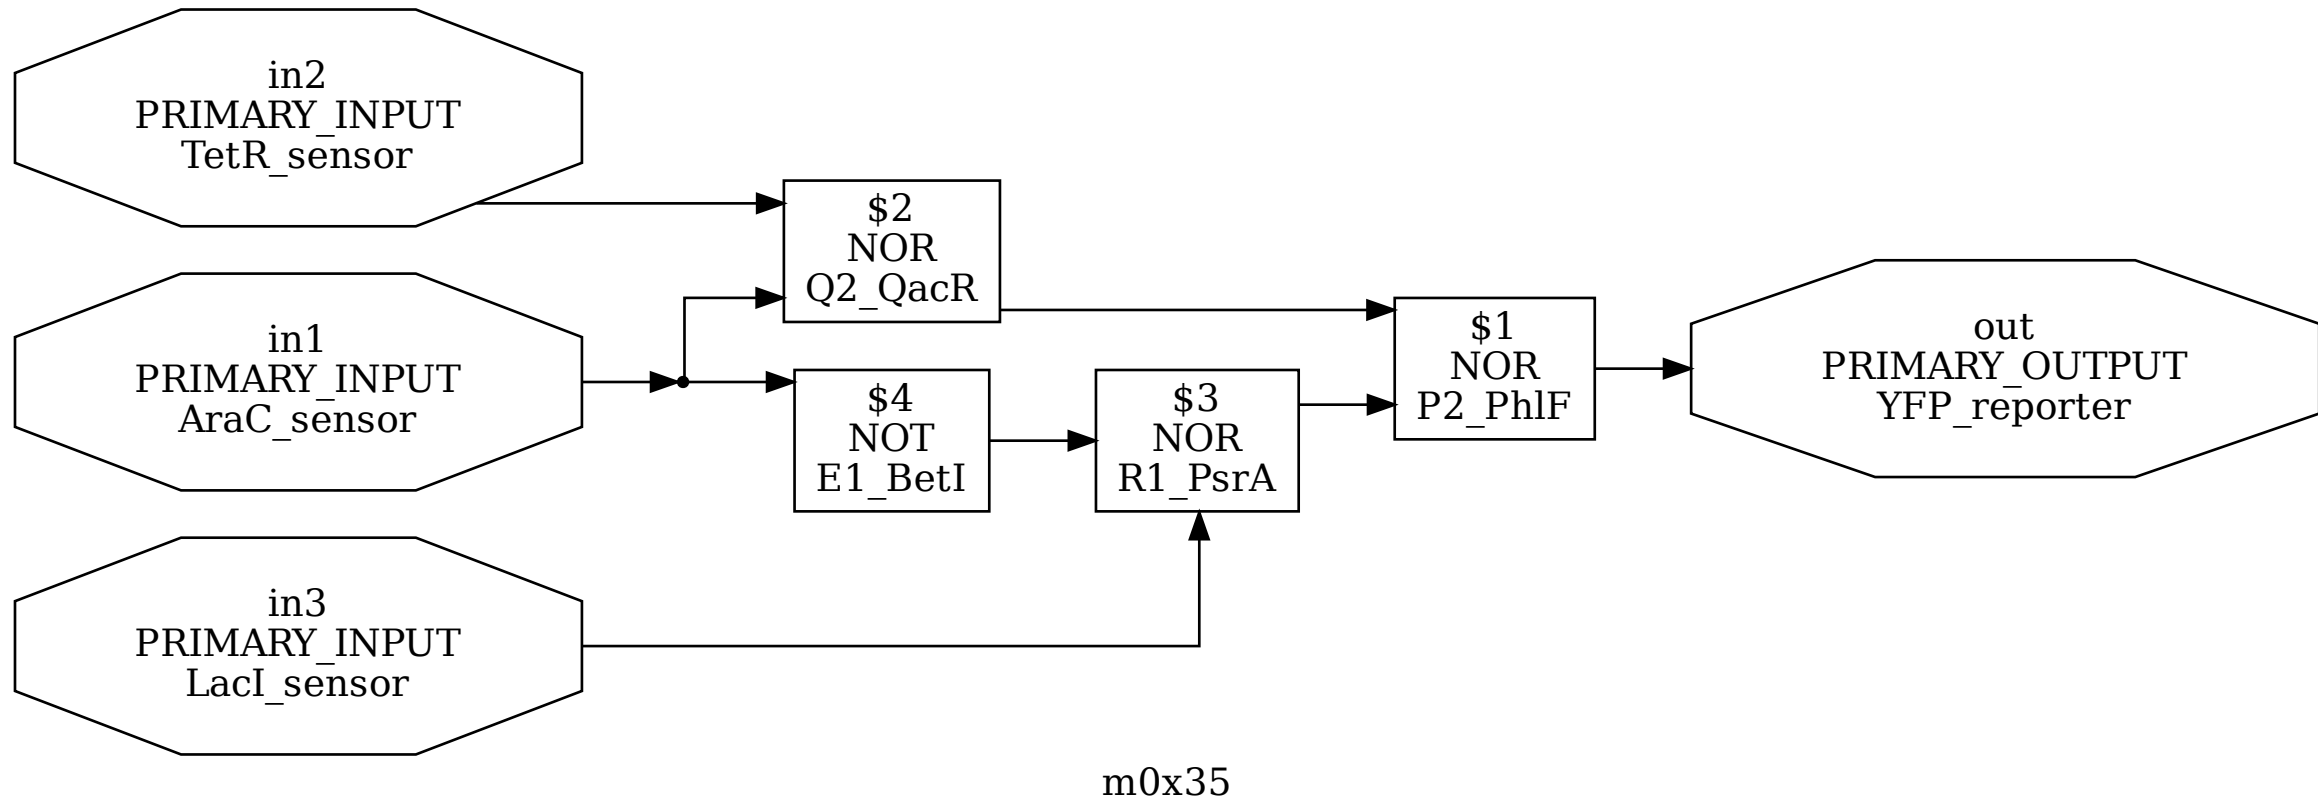 in2
PRIMARY_INPUT
TetR_sensor
$2
NOR
Q2_QacR
in1
PRIMARY_INPUT
AraC_sensor
$4
NOT
E1_BetI
$3
NOR
R1_PsrA
$1
NOR
P2_PhlF
out
PRIMARY_OUTPUT
YFP_reporter
in3
PRIMARY_INPUT
LacI_sensor
m0x35